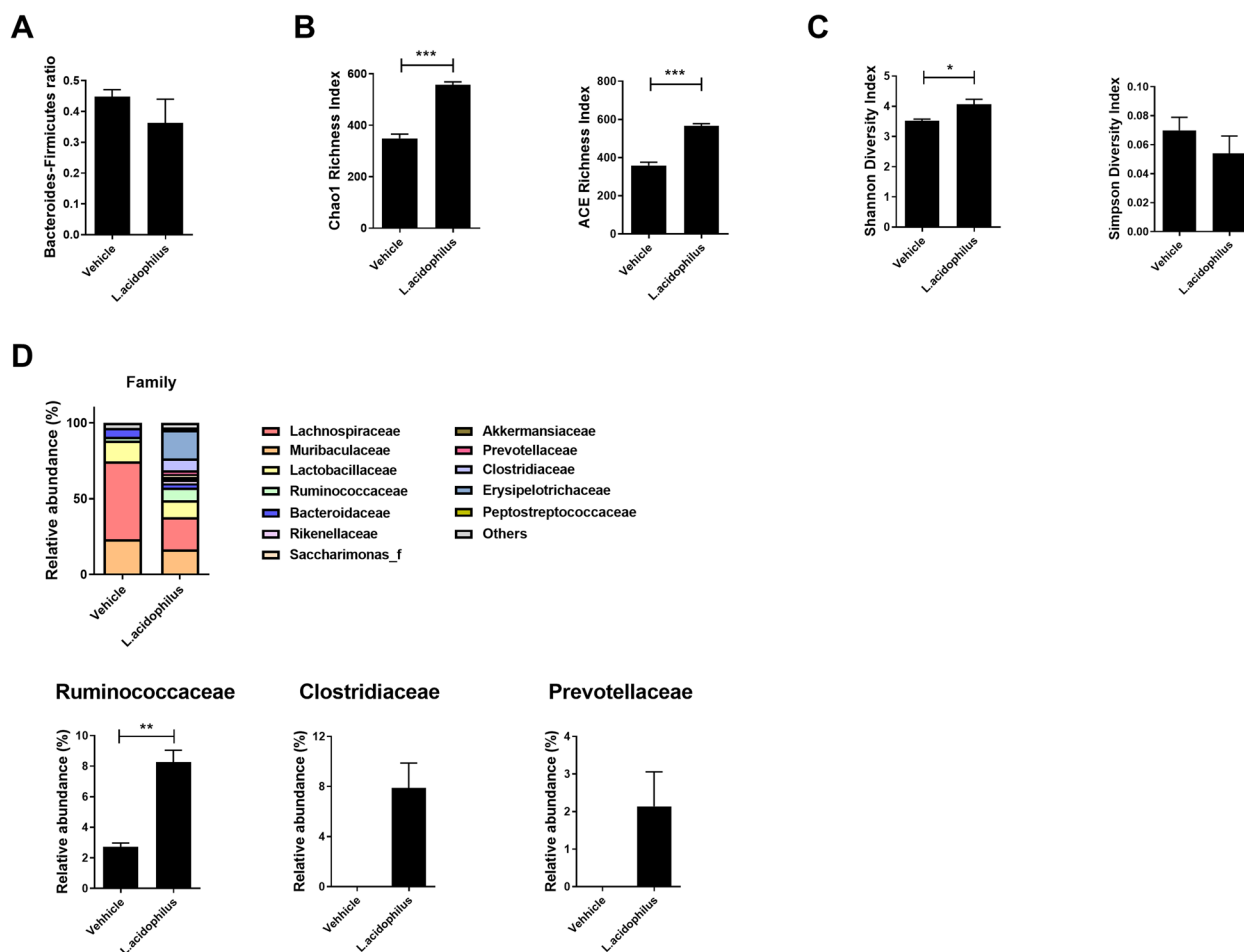 A
B
C
Bacteroides-Firmicutes ratio
0.5
0.4
0.3
0.2
0.1
0.0
Vehicle
L.acidophilus
Chao1 Richness Index
600
400
200
0
***
Vehicle
L.acidophilus
ACE Richness Index
800
600
400
200
0
***
Vehicle
L.acidophilus
Shannon Diversity Index
5
4
3
2
1
0
*
Vehicle
L.acidophilus
Simpson Diversity Index
0.10
0.08
0.06
0.04
0.02
0.00
Vehicle
L.acidophilus
D
Family
Relative abundance (%)
100
50
0
Vehicle
L.acidophilus
Lachnospiraceae
Muribaculaceae
Lactobacillaceae
Ruminococcaceae
Bacteroidaceae
Rikenellaceae
Saccharimonas_f
Akkermansiaceae
Prevotellaceae
Clostridiaceae
Erysipelotrichaceae
Peptostreptococcaceae
Others
Ruminococcaceae
Relative abundance (%)
10
8
6
4
2
0
**
Vehhicle
L.acidophilus
Clostridiaceae
Relative abundance (%)
12
8
4
0
Vehhicle
L.acidophilus
Prevotellaceae
Relative abundance (%)
4
3
2
1
0
Vehhicle
L.acidophilus